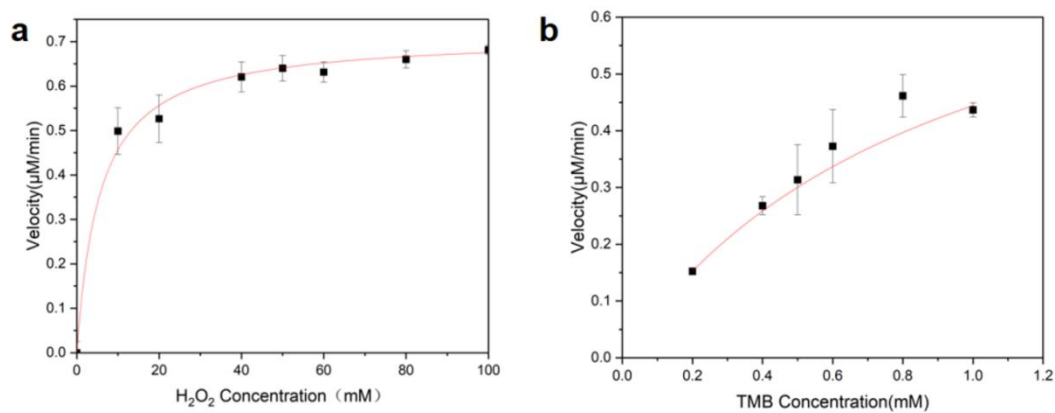 a
0.7
0.6
0.5
0.4
0.3
0.2
0.1
0.0
Velocity(μM/min)
0 20 40 60 80 100
H₂O₂ Concentration（mM）
b
0.6
0.5
0.4
0.3
0.2
0.1
0.0
Velocity(μM/min)
0.0 0.2 0.4 0.6 0.8 1.0 1.2
TMB Concentration(mM)